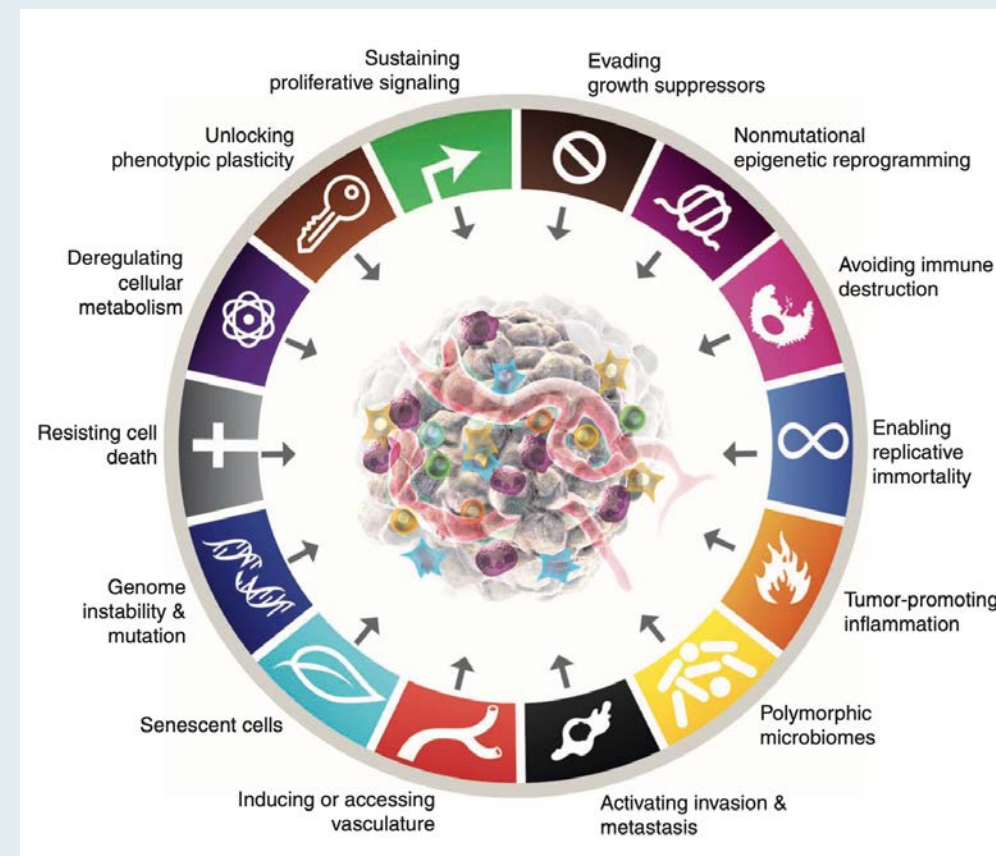 Sustaining
proliferative signaling
Evading
growth suppressors
Nonmutational
epigenetic reprogramming
Avoiding immune
destruction
Enabling
replicative
immortality
Tumor-promoting
inflammation
Polymorphic
microbiomes
Activating invasion &
metastasis
Inducing or accessing
vasculature
Senescent cells
Genome
instability &
mutation
Resisting cell
death
Deregulating
cellular
metabolism
Unlocking
phenotypic plasticity